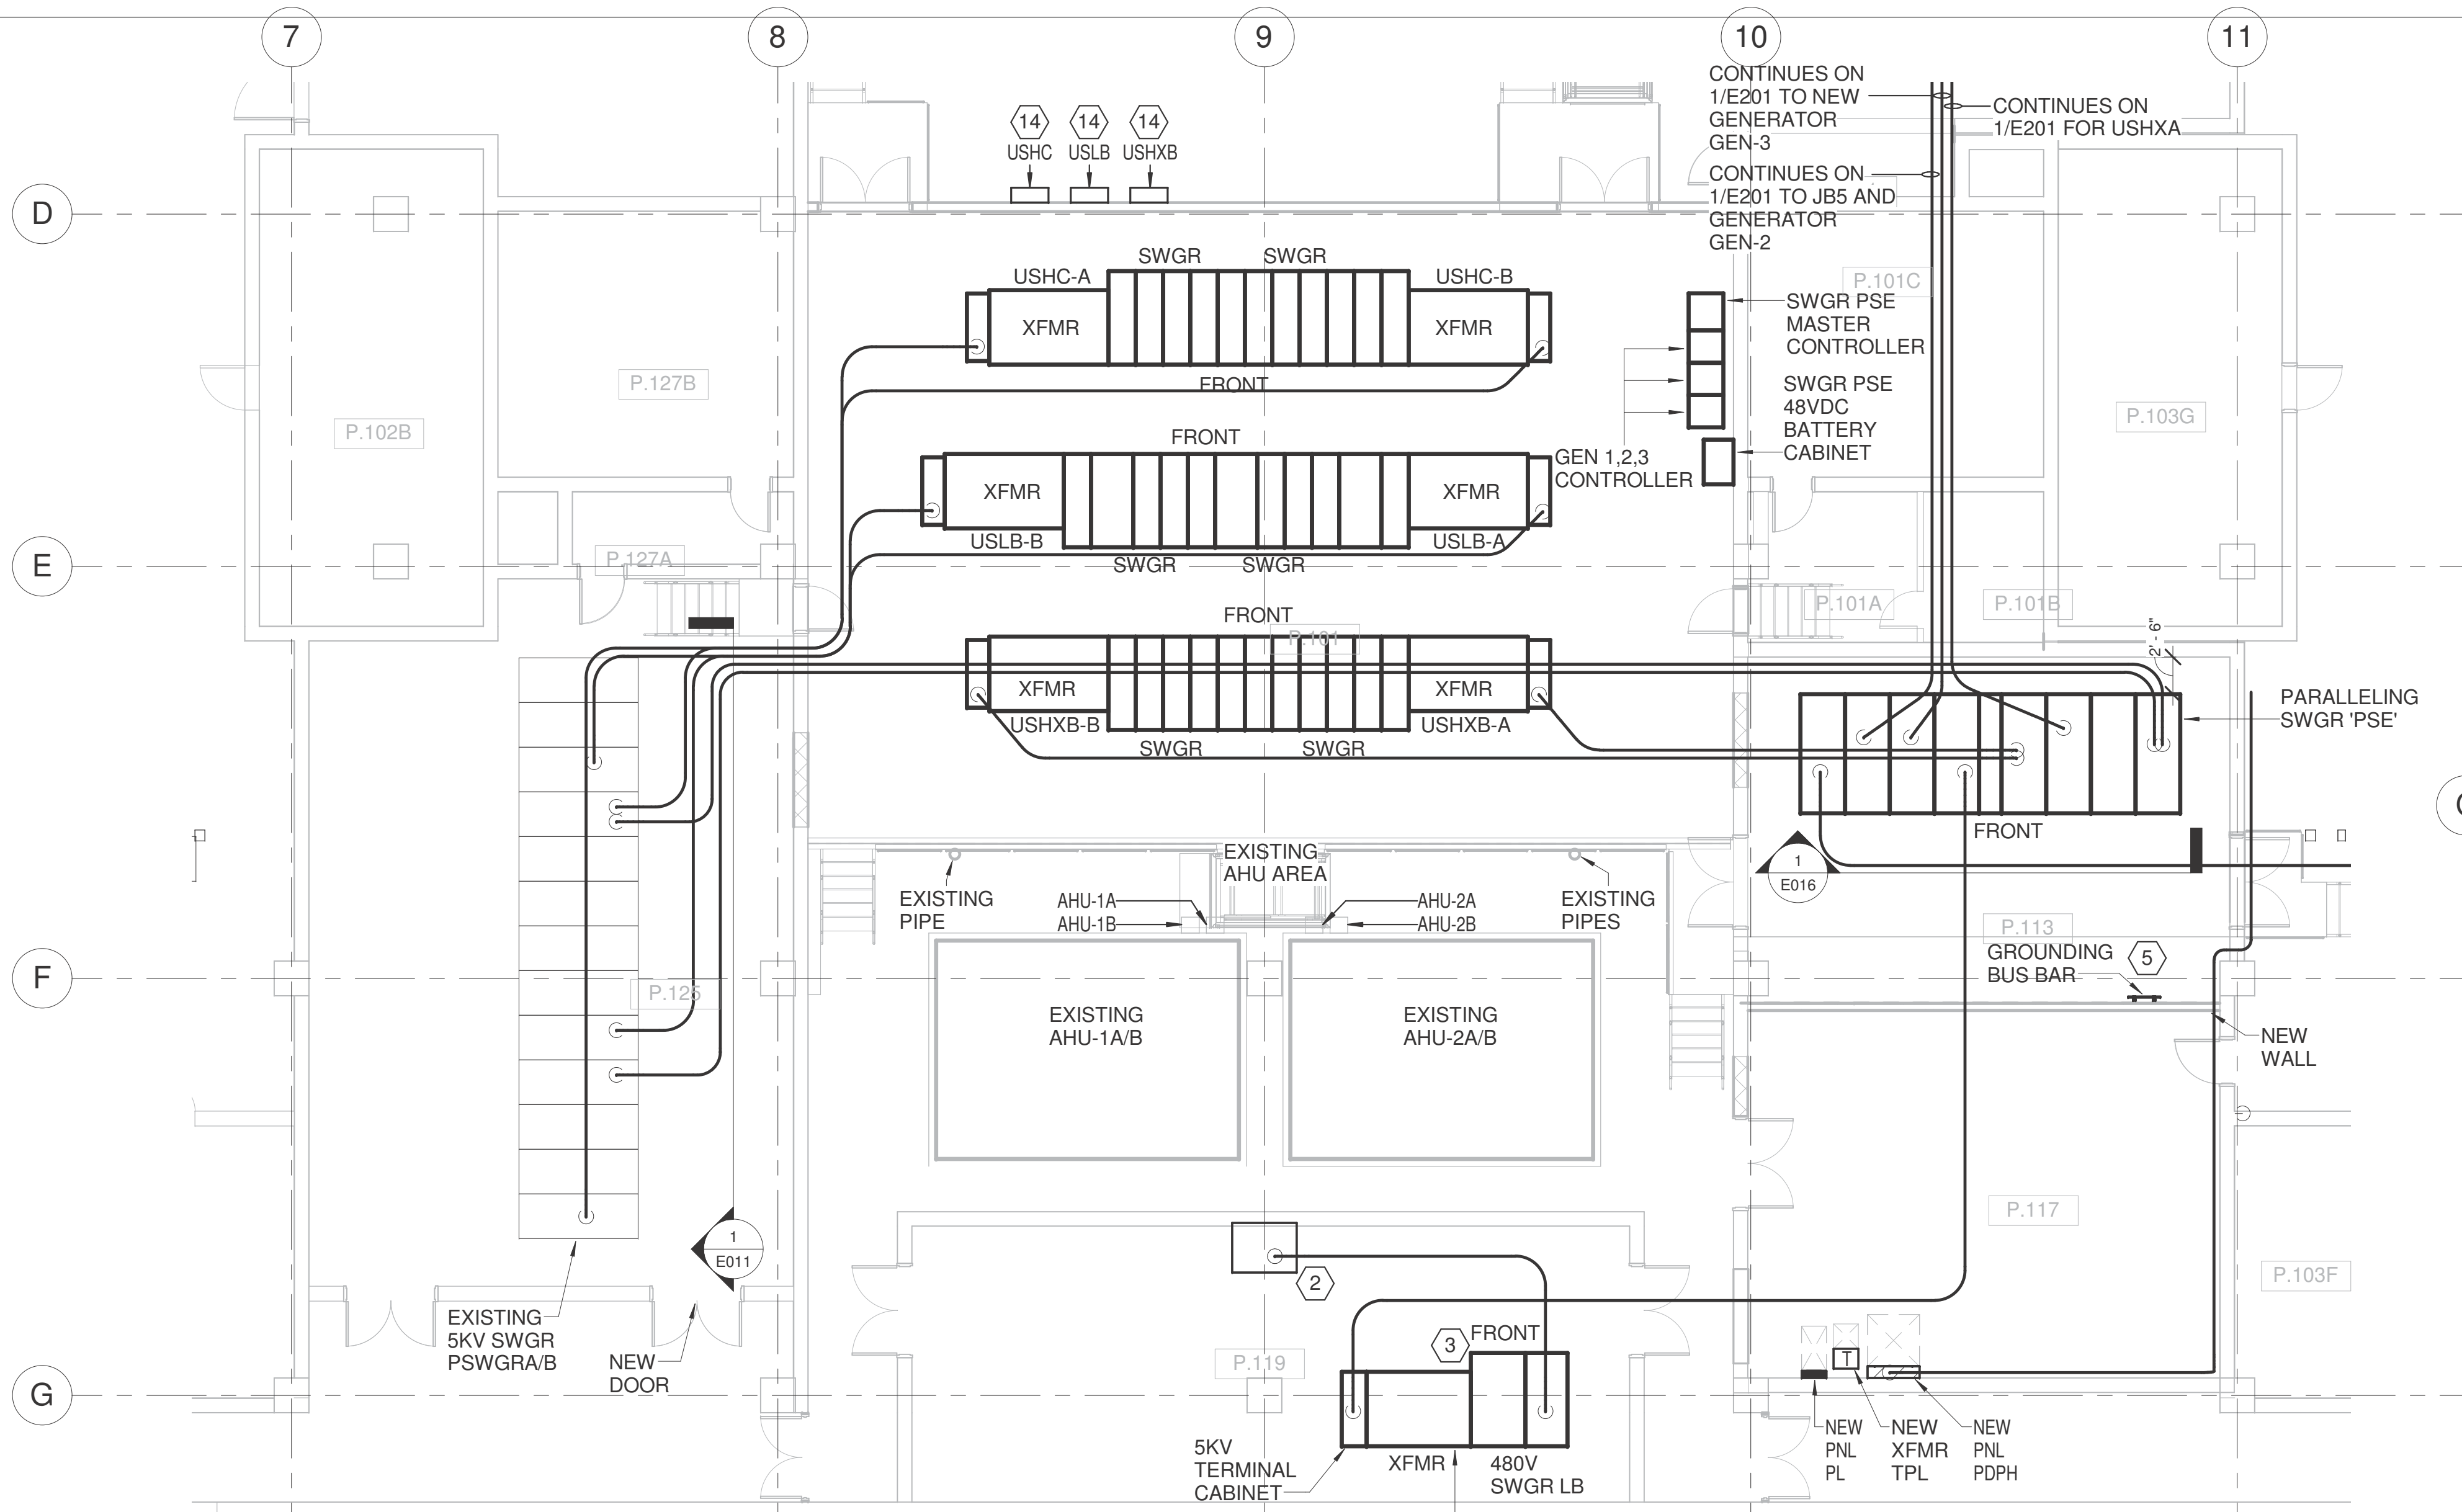 7
8
9
10
11
CONTINUES ON
1/E201 TO NEW
GENERATOR
GEN-3
CONTINUES ON
1/E201 FOR USHXA
14
14
14
USHC
USLB
USHXB
CONTINUES ON
1/E201 TO JB5 AND
GENERATOR
GEN-2
D
SWGR
SWGR
USHC-A
USHC-B
XFMR
XFMR
FRONT
P.101C
SWGR PSE
MASTER
CONTROLLER
P.127B
P.102B
SWGR PSE
48VDC
BATTERY
CABINET
P.103G
FRONT
GEN 1,2,3
CONTROLLER
XFMR
XFMR
USLB-B
USLB-A
SWGR
SWGR
E
P.127A
FRONT
P.101
P.101A
P.101B
2' - 6"
XFMR
XFMR
USHXB-B
USHXB-A
SWGR
SWGR
PARALLELING
SWGR 'PSE'
FRONT
EXISTING
AHU AREA
1
E016
EXISTING
PIPE
AHU-1A
AHU-1B
AHU-2A
AHU-2B
EXISTING
PIPES
P.113
GROUNDING
BUS BAR
5
F
P.125
EXISTING
AHU-1A/B
EXISTING
AHU-2A/B
NEW
WALL
P.117
1
E011
2
P.103F
EXISTING
5KV SWGR
PSWGRA/B
NEW
DOOR
3
FRONT
P.119
T
G
5KV
TERMINAL
CABINET
XFMR
480V
SWGR LB
NEW
PNL
PL
NEW
XFMR
TPL
NEW
PNL
PDPH